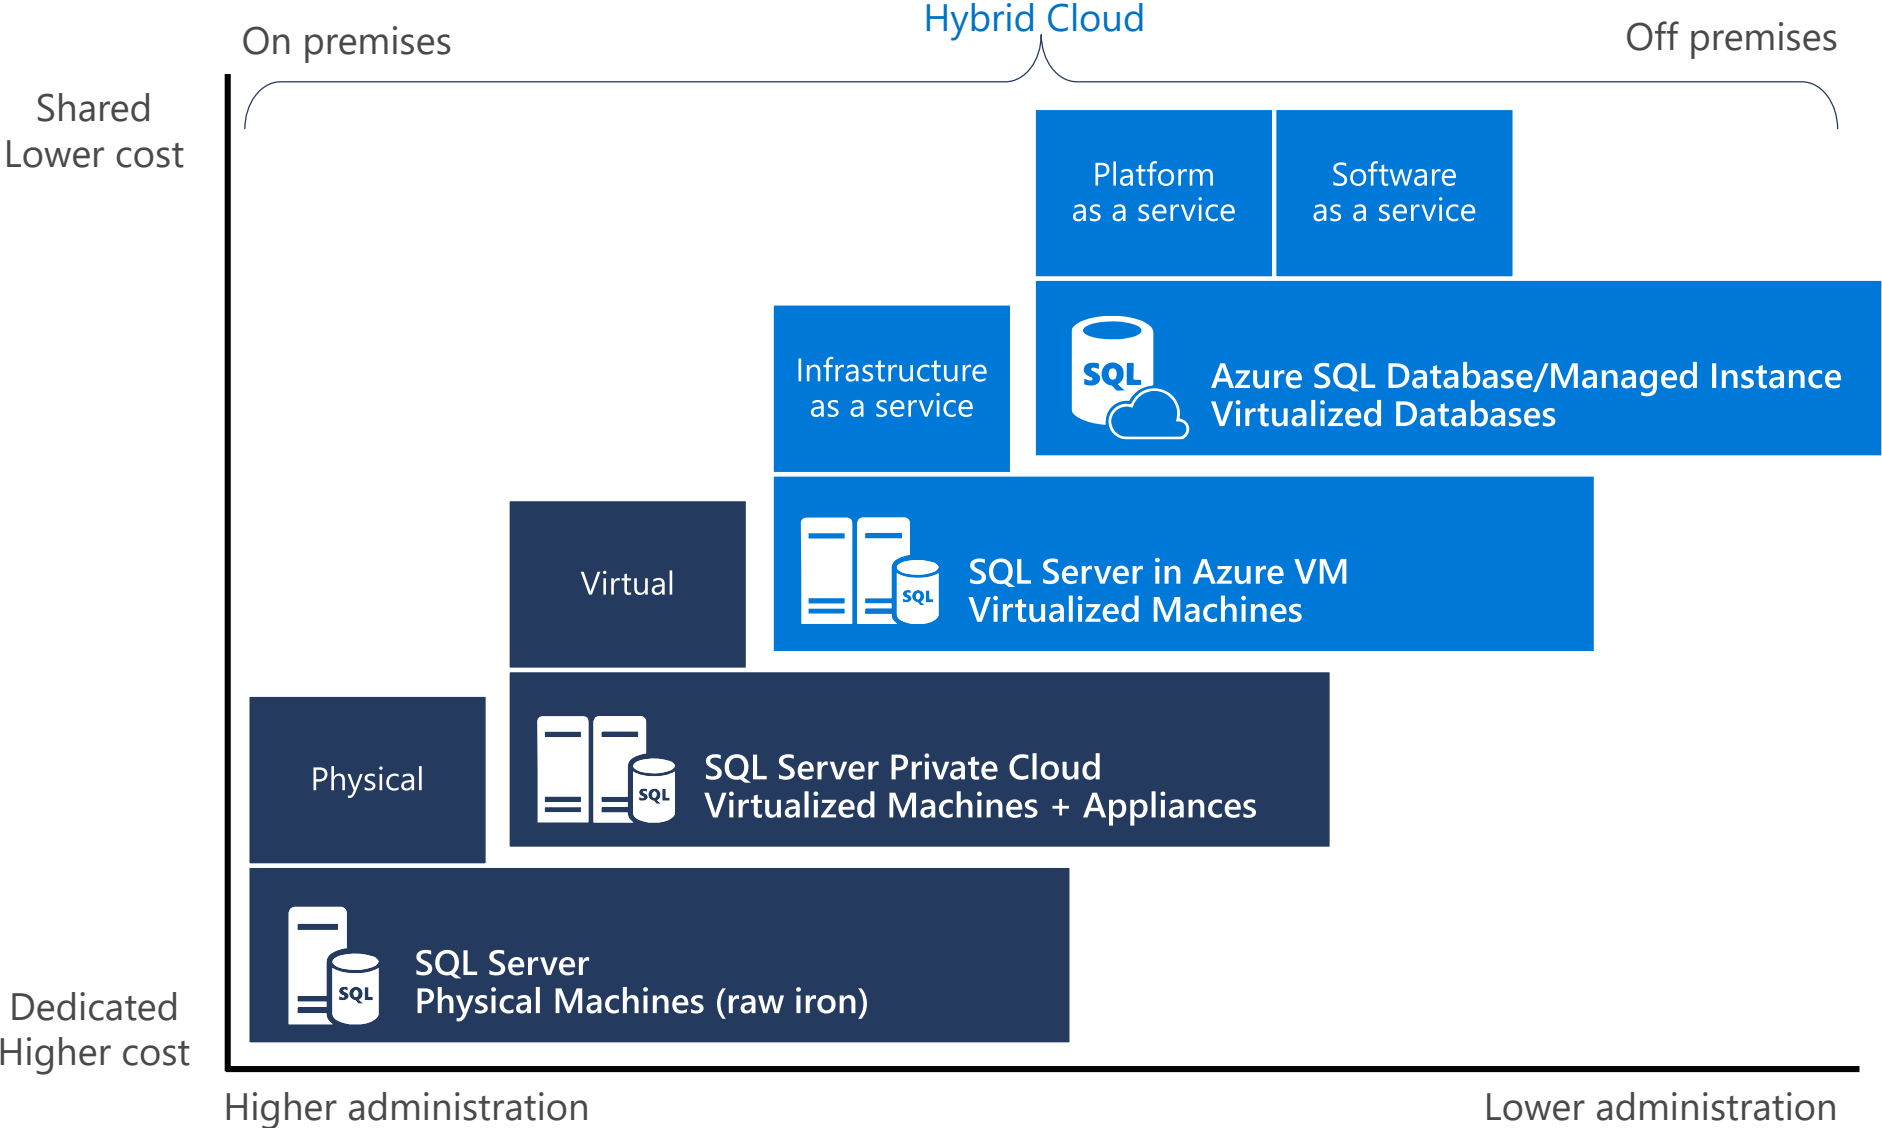 Hybrid Cloud
On premises
Off premises
Shared
Lower cost
Platform
as a service
Software
as a service
SQL
Azure SQL Database/Managed Instance
Virtualized Databases
Infrastructure
as a service
SQL
SQL Server in Azure VM
Virtualized Machines
Virtual
SQL
SQL Server Private Cloud
Virtualized Machines + Appliances
Physical
SQL
SQL Server
Physical Machines (raw iron)
Dedicated
Higher cost
Higher administration
Lower administration